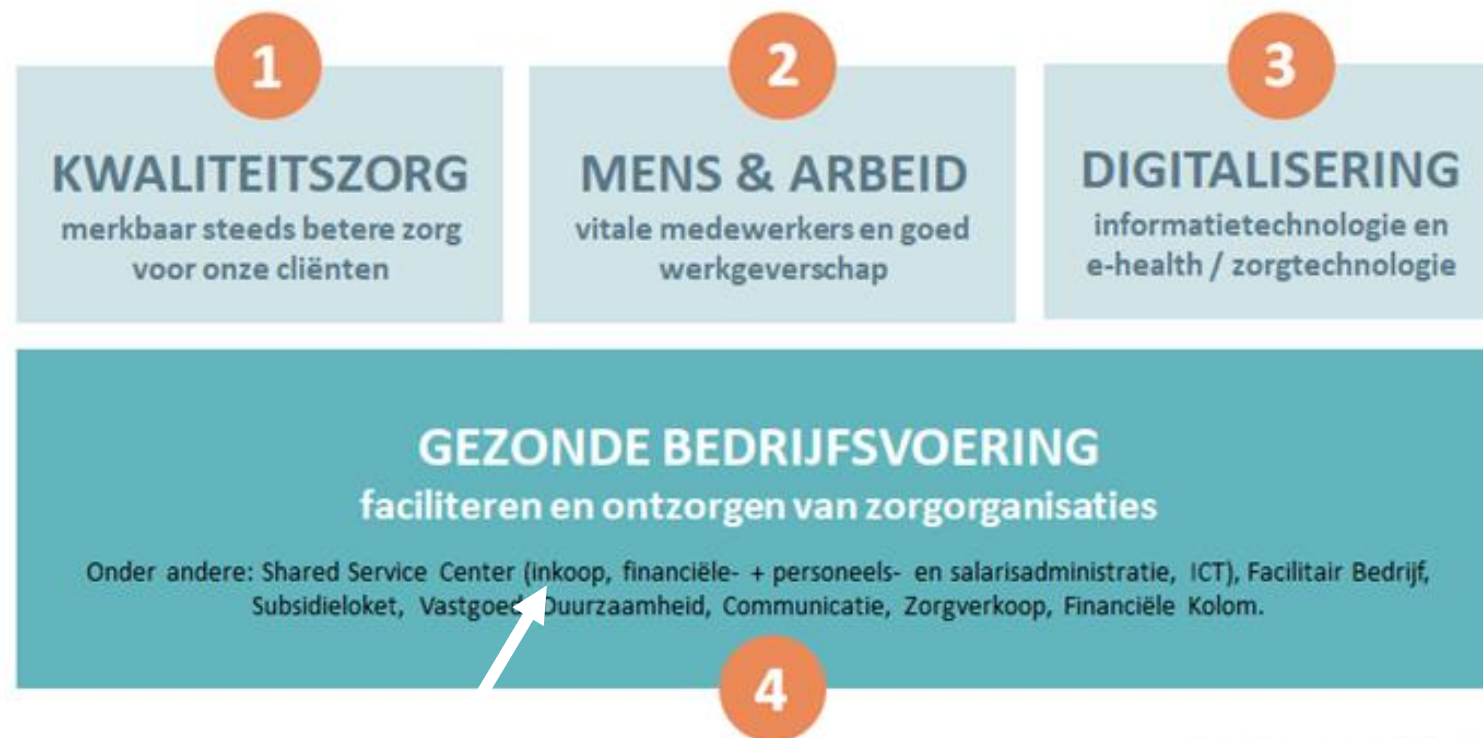 1
KWALITEITSZORG
merkbaar steeds betere zorg
voor onze cliënten
2
MENS & ARBEID
vitale medewerkers en goed
werkgeverschap
3
DIGITALISERING
informatietechnologie en
e-health / zorgtechnologie
GEZONDE BEDRIJFSVOERING
faciliteren en ontzorgen van zorgorganisaties
Onder andere: Shared Service Center (inkoop, financiële- + personeels- en salarisadministratie, ICT), Facilitair Bedrijf,
Subsidieloket, Vastgoed, Duurzaamheid, Communicatie, Zorgverkoop, Financiële Kolom.
4